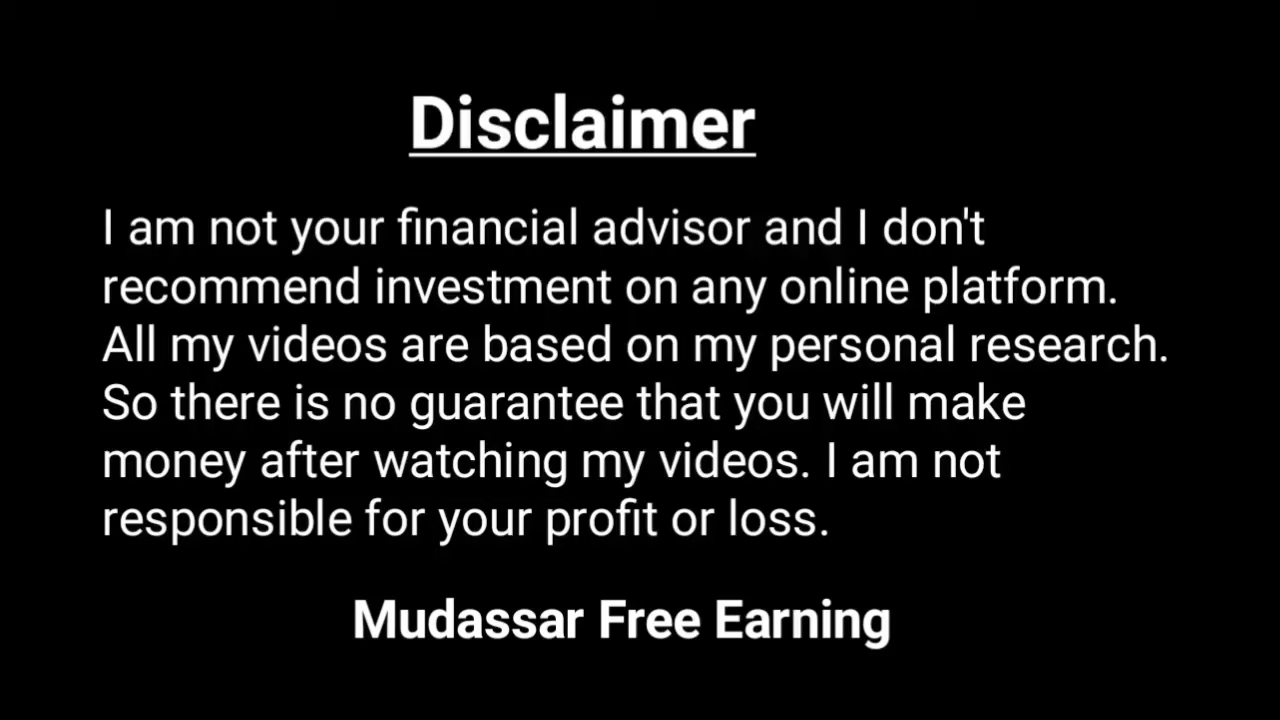 Disclaimer
I am not your financial advisor and I don't
recommend investment on any online platform.
All my videos are based on my personal research.
So there is no guarantee that you will make
money after watching my videos. I am not
responsible for your profit or loss.
Mudassar Free Earning